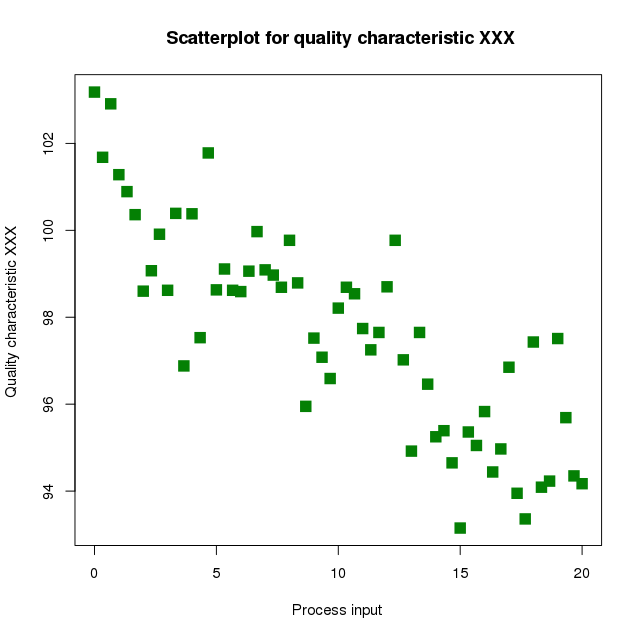 Scatterplot for quality characteristic XXX
Quality characteristic XXX
102
100
98
96
94
0 5 10 15 20
Process input